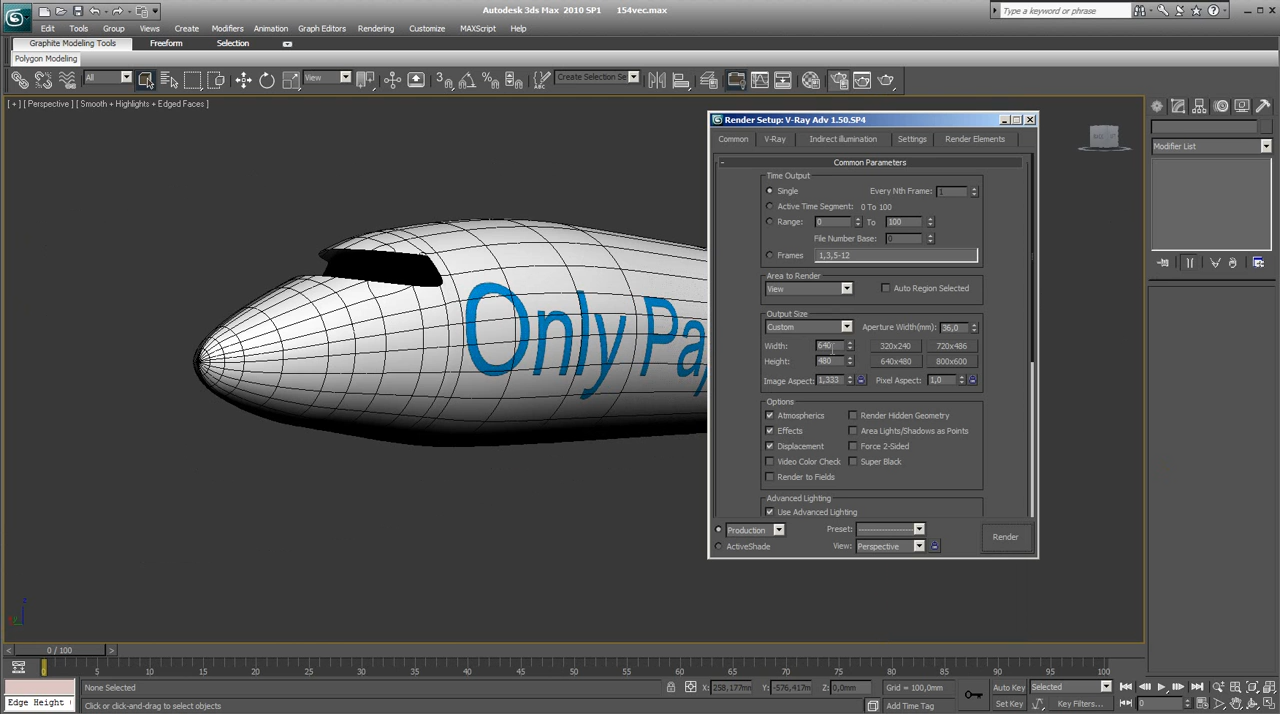 Autodesk 3ds Max 2010 SP1 154vec.max
Type a keyword or phrase
Edit Tools Group Views Create Modifiers Animation Graph Editors Rendering Customize MAXScript Help
Graphite Modeling Tools Freeform Selection
Polygon Modeling
All View Create Selection Se
[ + ] [ Perspective ] [ Smooth + Highlights + Edged Faces ]
Render Setup: V-Ray Adv 1.50.SP4
Common V-Ray Indirect illumination Settings Render Elements
Modifier List
- Common Parameters
Time Output
Single Every Nth Frame: 1
Active Time Segment: 0 To 100
Range: 0 To 100
File Number Base: 0
Frames 1,3,5-12
Area to Render
View Auto Region Selected
Output Size
Custom Aperture Width(mm): 36,0
Width: 640 320x240 720x486
Height: 480 640x480 800x600
Image Aspect: 1,333 Pixel Aspect: 1,0
Options
Atmospherics Render Hidden Geometry
Effects Area Lights/Shadows as Points
Displacement Force 2-Sided
Video Color Check Super Black
Render to Fields
Advanced Lighting
Use Advanced Lighting
Production Preset: Render
ActiveShade View: Perspective
Only Pa
z
y x
0 / 100
0 5 10 15 20 25 30 35 40 45 50 55 60 65 70 75 80 85 90 95 100
None Selected X: 258,177mm Y: -576,417m Z: 0,0mm Grid = 100,0mm Auto Key Selected
Edge Height Click or click-and-drag to select objects Add Time Tag Set Key Key Filters... 0